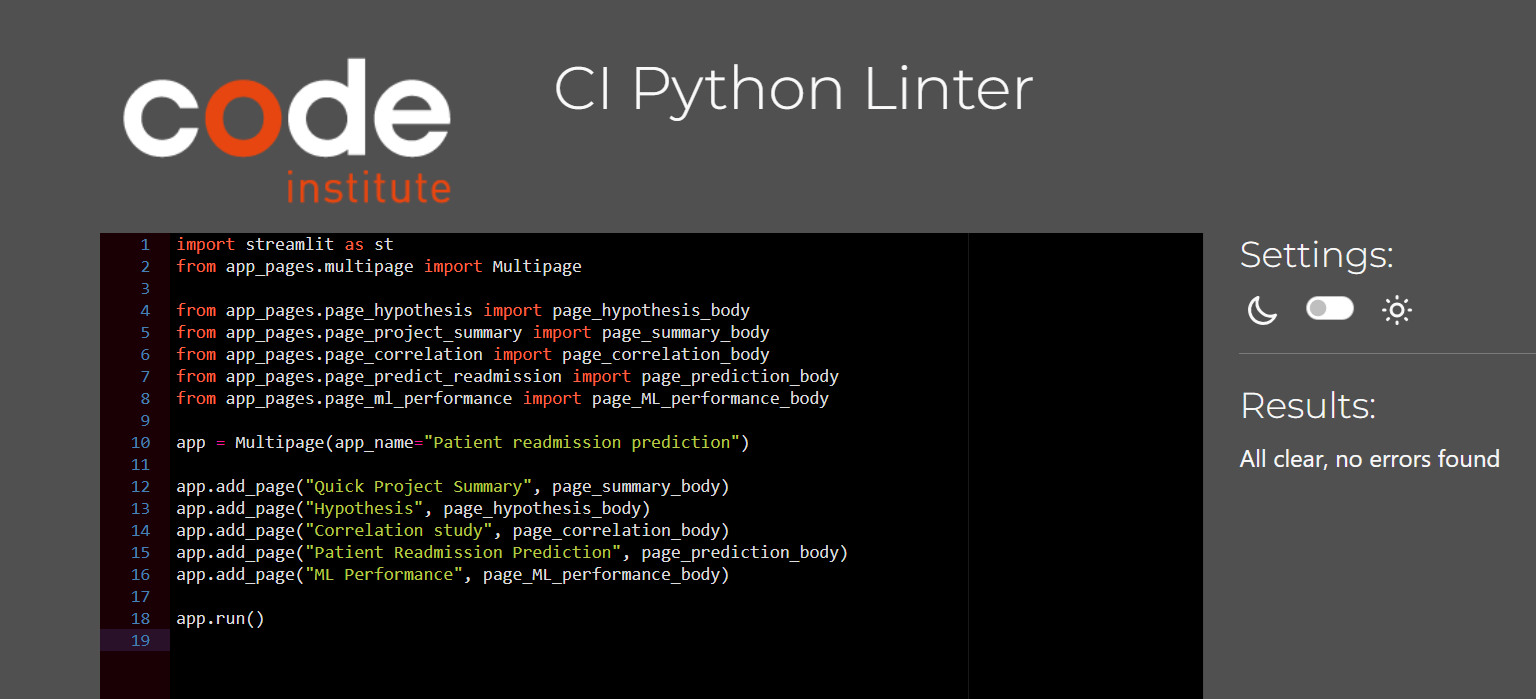 code
institute
CI Python Linter
1 import streamlit as st
2 from app_pages.multipage import Multipage
3
4 from app_pages.page_hypothesis import page_hypothesis_body
5 from app_pages.page_project_summary import page_summary_body
6 from app_pages.page_correlation import page_correlation_body
7 from app_pages.page_predict_readmission import page_prediction_body
8 from app_pages.page_ml_performance import page_ML_performance_body
9
10 app = Multipage(app_name="Patient readmission prediction")
11
12 app.add_page("Quick Project Summary", page_summary_body)
13 app.add_page("Hypothesis", page_hypothesis_body)
14 app.add_page("Correlation study", page_correlation_body)
15 app.add_page("Patient Readmission Prediction", page_prediction_body)
16 app.add_page("ML Performance", page_ML_performance_body)
17
18 app.run()
19
Settings:
Results:
All clear, no errors found